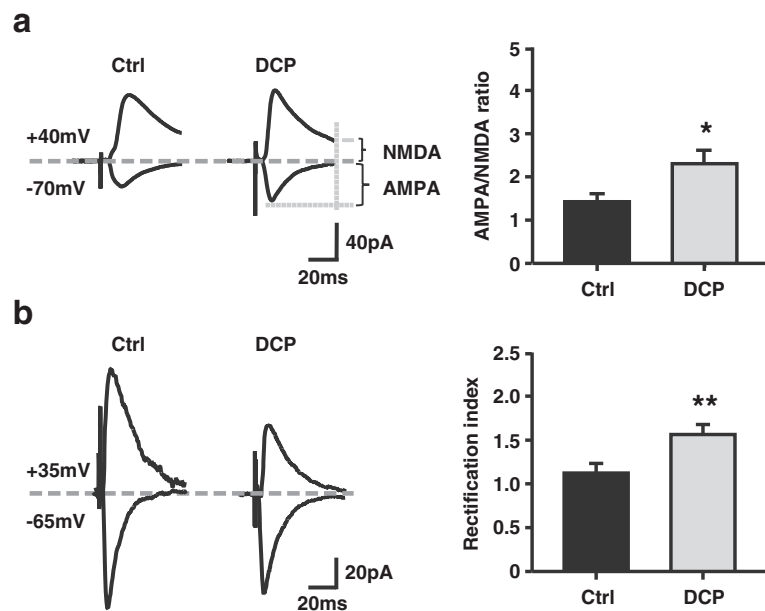 a
Ctrl
DCP
+40mV
-70mV
NMDA
AMPA
40pA
20ms
AMPA/NMDA ratio
5
4
3
2
1
0
*
Ctrl
DCP
b
Ctrl
DCP
+35mV
-65mV
20pA
20ms
Rectification index
2.5
2.0
1.5
1.0
0.5
0
**
Ctrl
DCP